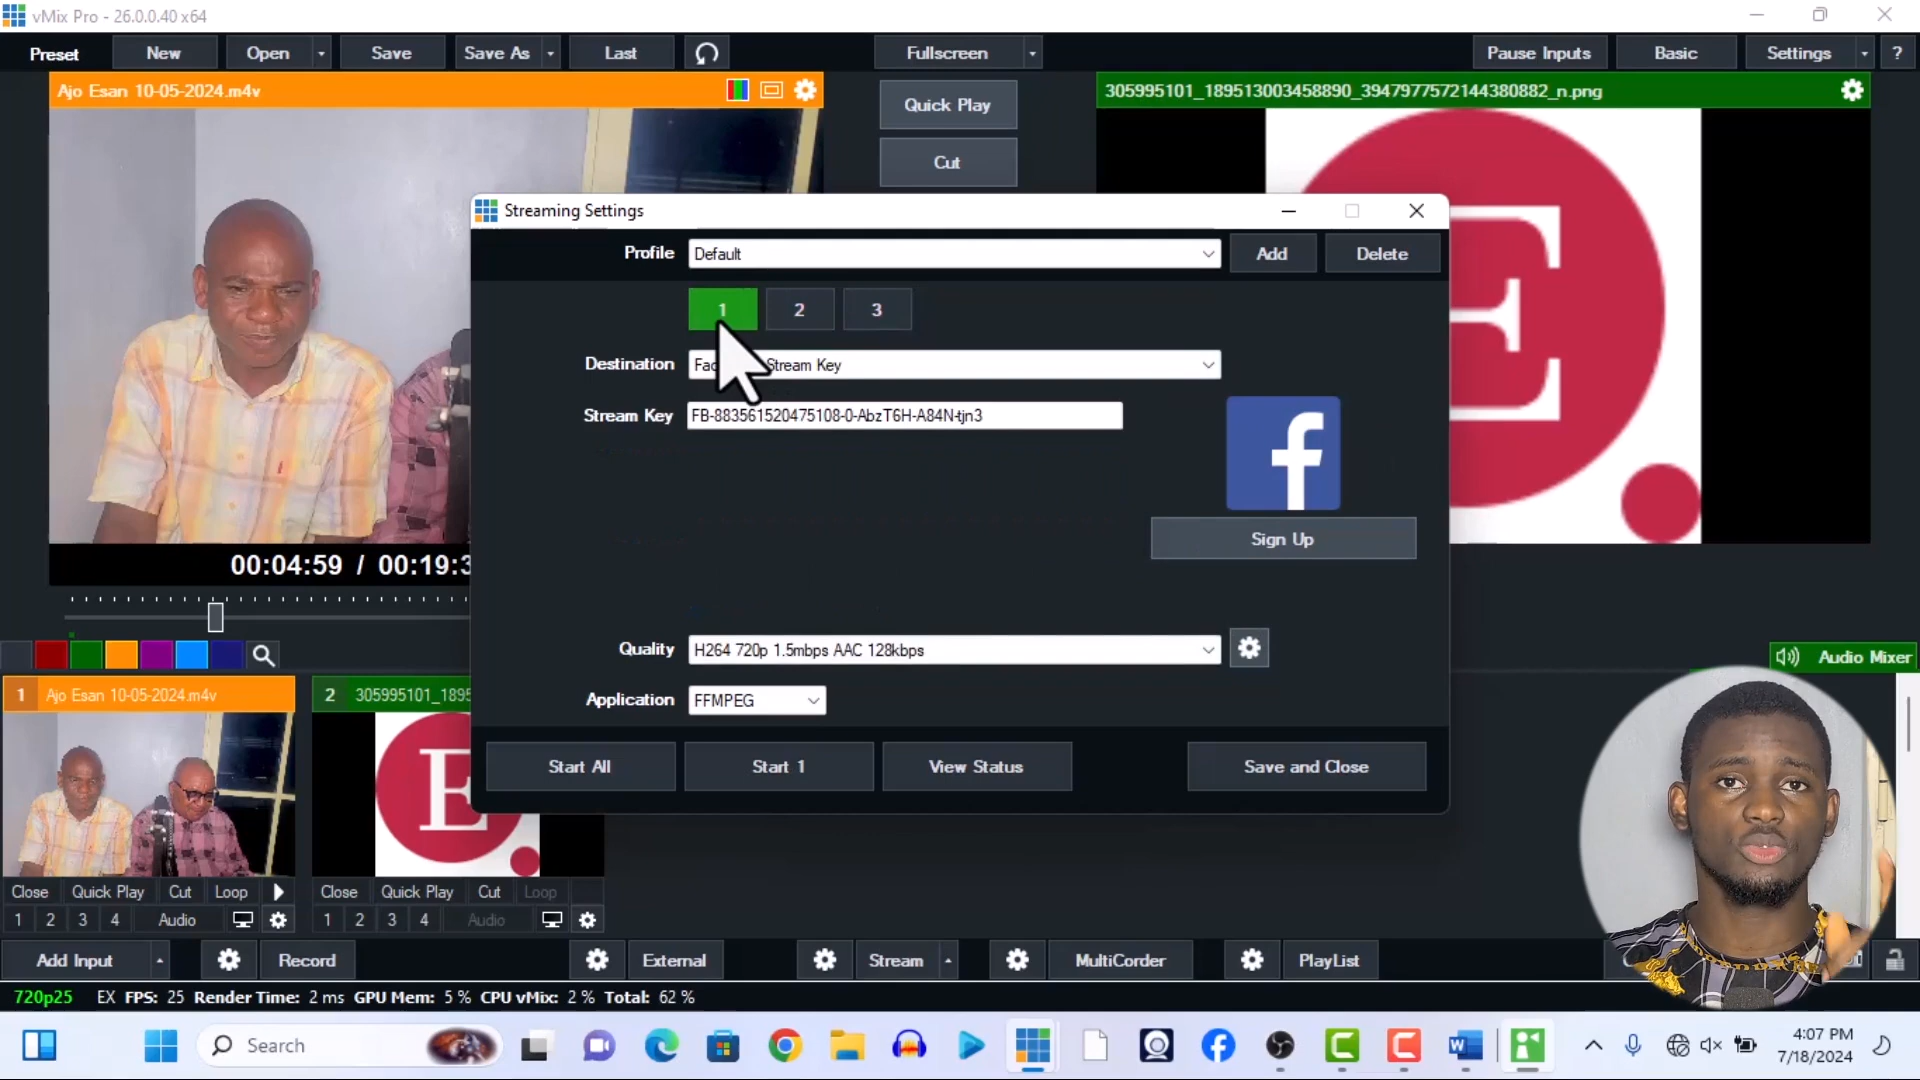 vMix Pro - 26.0.0.40 x64
Preset New Open Save Save As Last Fullscreen Pause Inputs Basic Settings ?
Ajo Esan 10-05-2024.m4v
Quick Play
Cut
305995101_189513003458890_3947977572144380882_n.png
E
Streaming Settings
Profile Default Add Delete
1 2 3
Destination Stream Key
Stream Key FB-883561520475108-0-AbzT6H-A84N-tjn3
f
Sign Up
00:04:59 / 00:19:3
Quality H264 720p 1.5mbps AAC 128kbps
Application FFMPEG
Start All Start 1 View Status Save and Close
Audio Mixer
1 Ajo Esan 10-05-2024.m4v
2 305995101_1895
E
Close Quick Play Cut Loop
Close Quick Play Cut Loop
1 2 3 4 Audio
1 2 3 4 Audio
Add Input Record External Stream MultiCorder PlayList
720p25 EX FPS: 25 Render Time: 2 ms GPU Mem: 5 % CPU vMix: 2 % Total: 62 %
Search
4:07 PM
7/18/2024